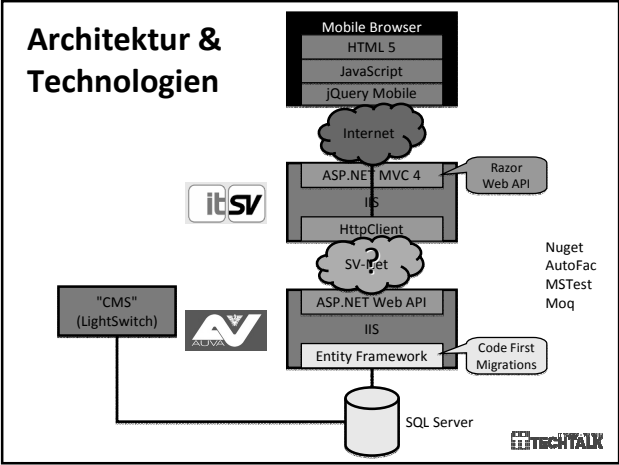 Architektur &
Technologien
Mobile Browser
HTML 5
JavaScript
jQuery Mobile
Internet
ASP.NET MVC 4
Razor
Web API
IIS
HttpClient
itSV
SV-Net
?
Nuget
AutoFac
MSTest
Moq
"CMS"
(LightSwitch)
AUVA
ASP.NET Web API
IIS
Entity Framework
Code First
Migrations
SQL Server
TECHTALK